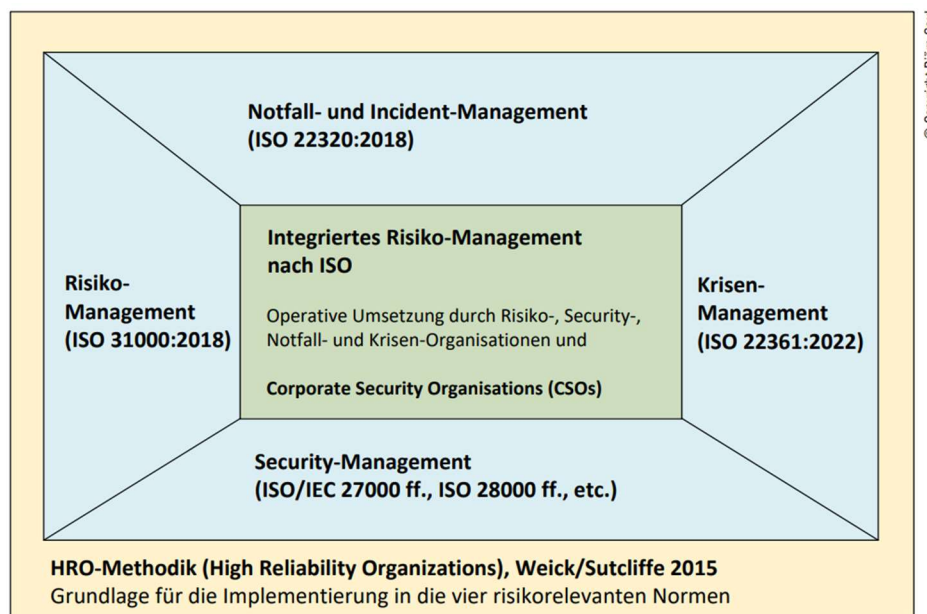 Notfall- und Incident-Management
(ISO 22320:2018)
Integriertes Risiko-Management
nach ISO
Operative Umsetzung durch Risiko-, Security-,
Notfall- und Krisen-Organisationen und
Corporate Security Organisations (CSOs)
Risiko-
Management
(ISO 31000:2018)
Krisen-
Management
(ISO 22361:2022)
Security-Management
(ISO/IEC 27000 ff., ISO 28000 ff., etc.)
HRO-Methodik (High Reliability Organizations), Weick/Sutcliffe 2015
Grundlage für die Implementierung in die vier risikorelevanten Normen